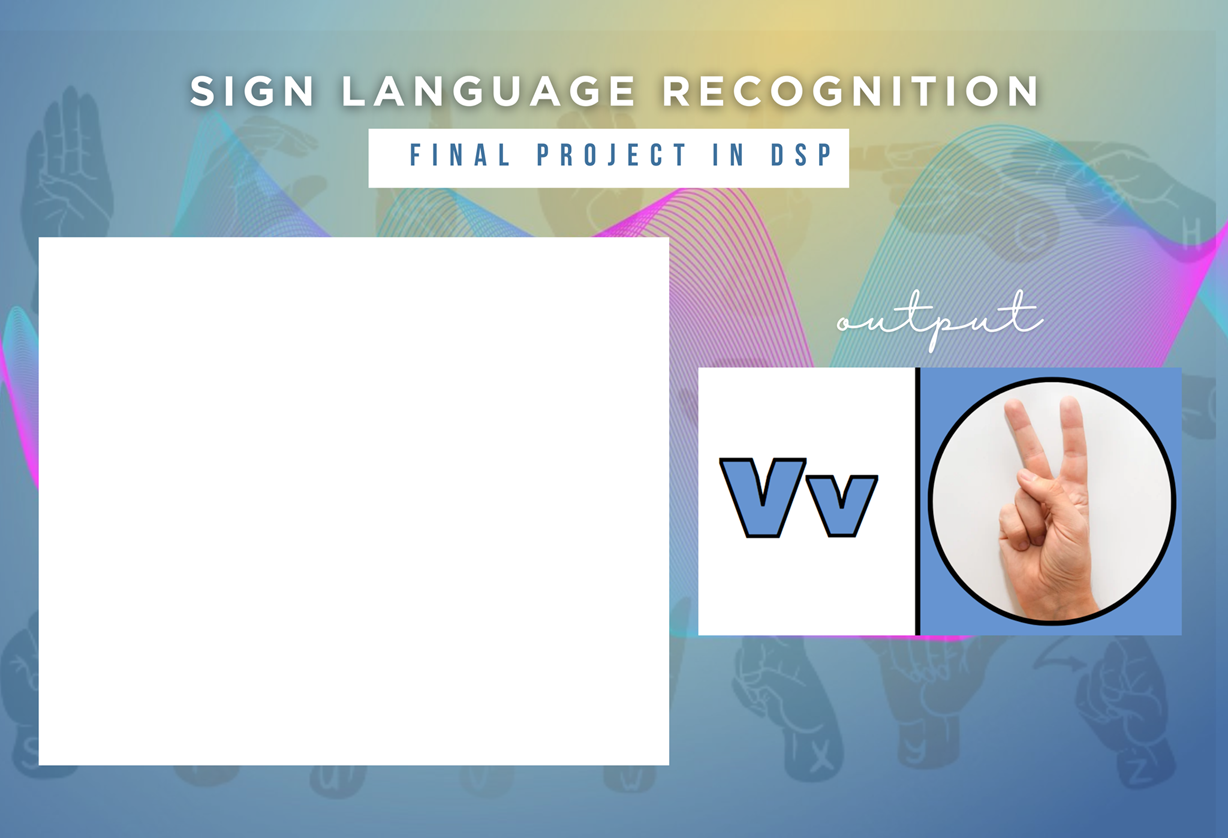 SIGN LANGUAGE RECOGNITION
FINAL PROJECT IN DSP
H
G
output
Vv
S
u
w
x
y
z